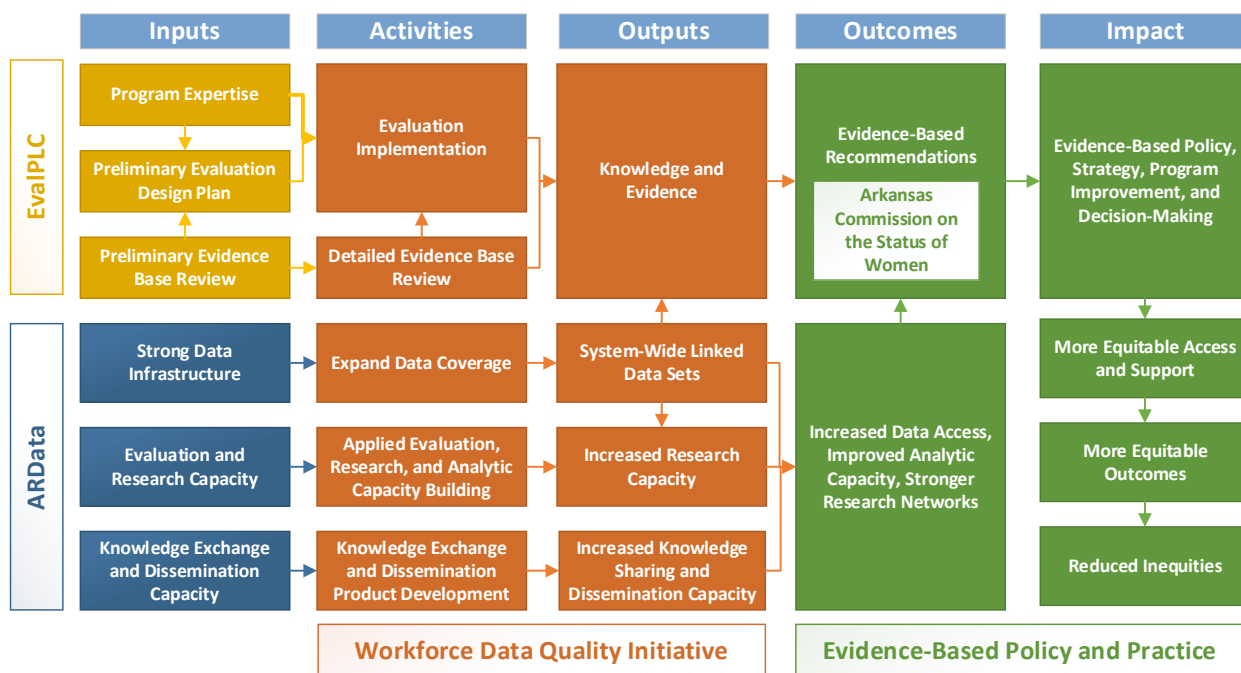 Inputs
Activities
Outputs
Outcomes
Impact
EvalPLC
Program Expertise
Preliminary Evaluation
Design Plan
Preliminary Evidence
Base Review
Evaluation
Implementation
Detailed Evidence Base
Review
Knowledge and
Evidence
Evidence-Based
Recommendations
Arkansas
Commission on
the Status of
Women
Evidence-Based Policy,
Strategy, Program
Improvement, and
Decision-Making
ARData
Strong Data
Infrastructure
Expand Data Coverage
System-Wide Linked
Data Sets
Evaluation and
Research Capacity
Applied Evaluation,
Research, and Analytic
Capacity Building
Increased Research
Capacity
Knowledge Exchange
and Dissemination
Capacity
Knowledge Exchange
and Dissemination
Product Development
Increased Knowledge
Sharing and
Dissemination Capacity
Increased Data Access,
Improved Analytic
Capacity, Stronger
Research Networks
More Equitable Access
and Support
More Equitable
Outcomes
Reduced Inequities
Workforce Data Quality Initiative
Evidence-Based Policy and Practice